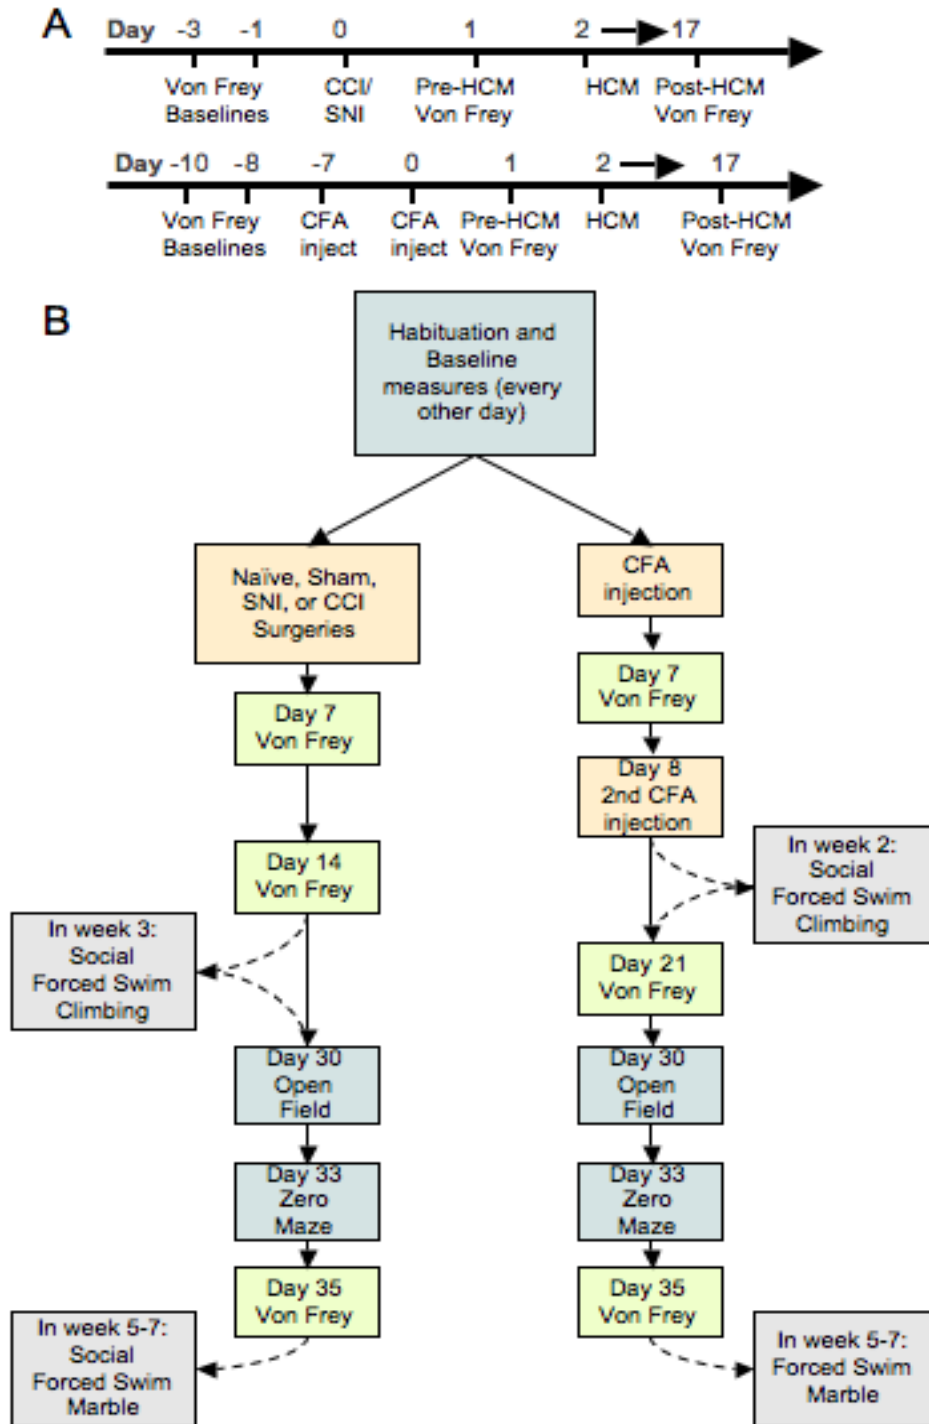 A
Day -3 -1 0 1 2 17
Von Frey Baselines
CCI/
SNI
Pre-HCM
Von Frey
HCM
Post-HCM
Von Frey
Day -10 -8 -7 0 1 2 17
Von Frey
Baselines
CFA
inject
CFA
inject
Pre-HCM
Von Frey
HCM
Post-HCM
Von Frey
B
Habituation and
Baseline
measures (every
other day)
Naïve, Sham,
SNI, or CCI
Surgeries
Day 7
Von Frey
Day 14
Von Frey
In week 3:
Social
Forced Swim
Climbing
Day 30
Open
Field
Day 33
Zero
Maze
Day 35
Von Frey
In week 5-7:
Social
Forced Swim
Marble
CFA
injection
Day 7
Von Frey
Day 8
2nd CFA
injection
In week 2:
Social
Forced Swim
Climbing
Day 21
Von Frey
Day 30
Open
Field
Day 33
Zero
Maze
Day 35
Von Frey
In week 5-7:
Forced Swim
Marble